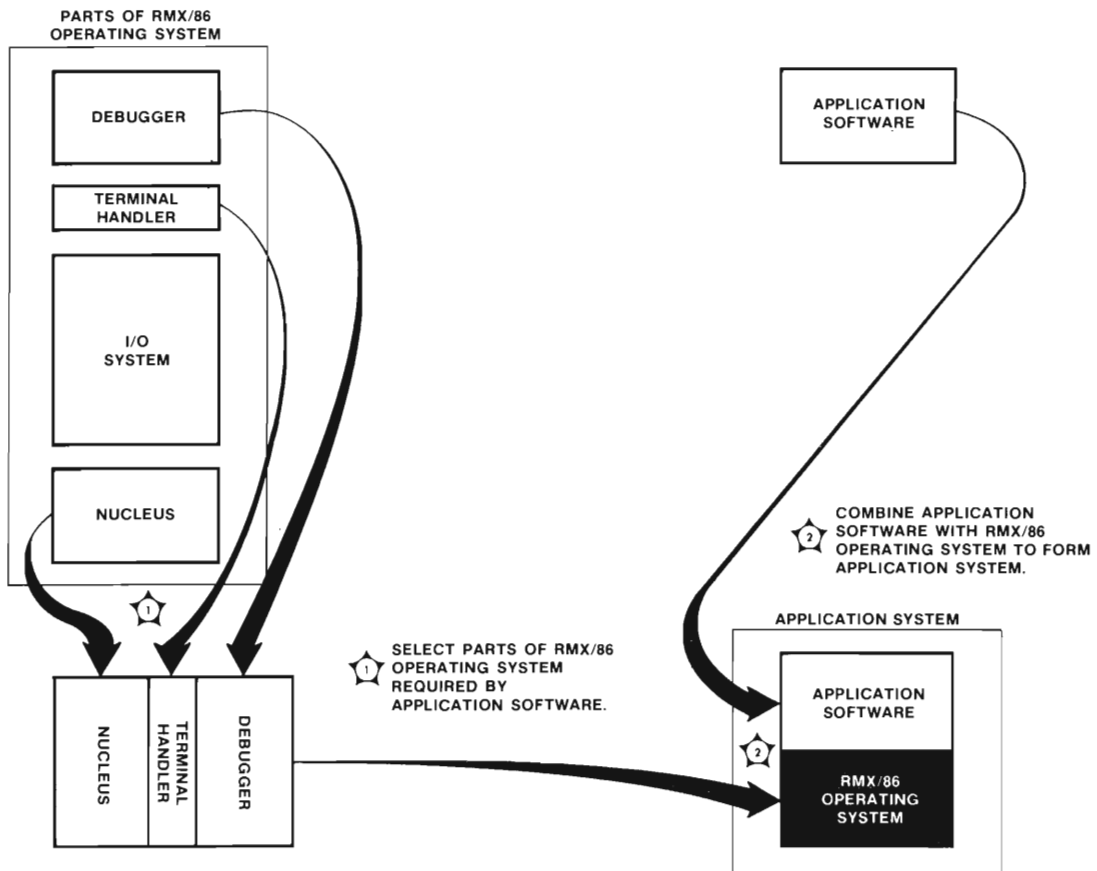 PARTS OF RMX/86
OPERATING SYSTEM
DEBUGGER
TERMINAL
HANDLER
I/O
SYSTEM
NUCLEUS
1
NUCLEUS
TERMINAL
HANDLER
DEBUGGER
1
SELECT PARTS OF RMX/86
OPERATING SYSTEM
REQUIRED BY
APPLICATION SOFTWARE.
APPLICATION
SOFTWARE
2
COMBINE APPLICATION
SOFTWARE WITH RMX/86
OPERATING SYSTEM TO FORM
APPLICATION SYSTEM.
APPLICATION SYSTEM
APPLICATION
SOFTWARE
2
RMX/86
OPERATING
SYSTEM